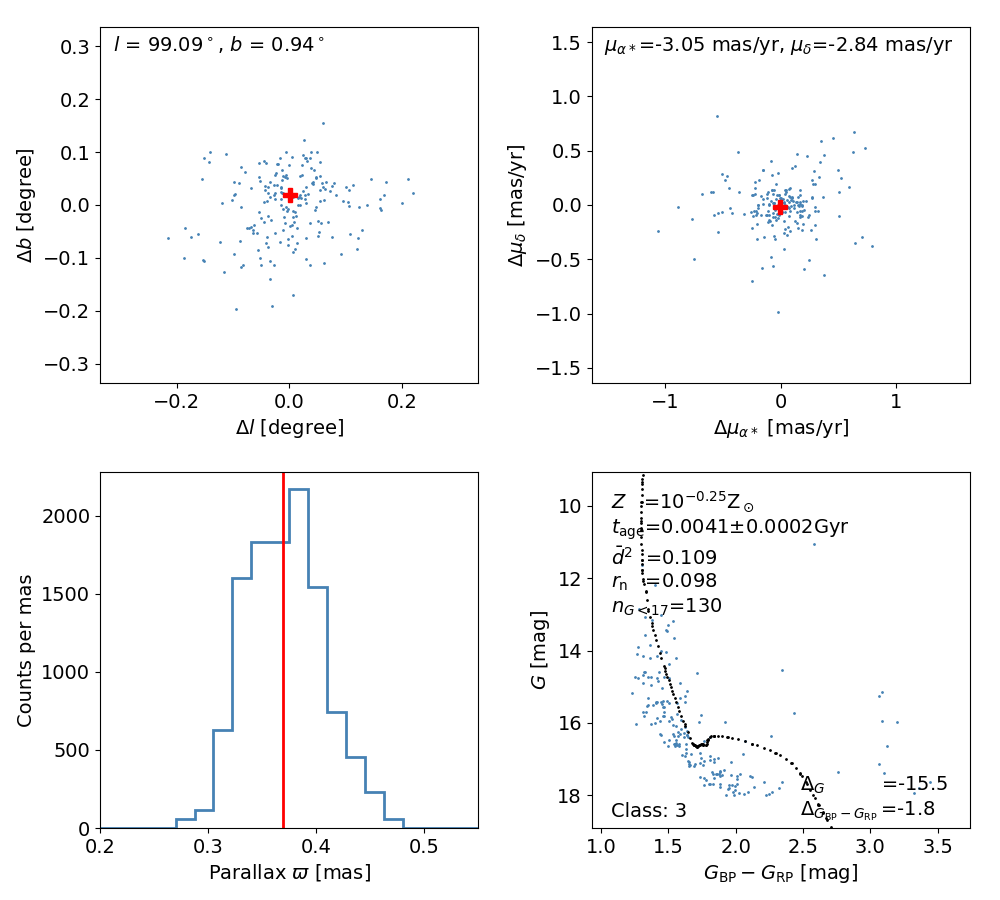 l = 99.09°, b = 0.94°
0.3
0.2
0.1
0.0
−0.1
−0.2
−0.3
Δb [degree]
−0.2
0.0
0.2
Δl [degree]
μα*=-3.05 mas/yr, μδ=-2.84 mas/yr
1.5
1.0
0.5
0.0
−0.5
−1.0
−1.5
Δμδ [mas/yr]
−1
0
1
Δμα* [mas/yr]
2000
1500
1000
500
0
Counts per mas
0.2
0.3
0.4
0.5
Parallax ϖ [mas]
Z =10^−0.25 Z⊙
t_age=0.0041±0.0002Gyr
d̄² =0.109
r_n =0.098
n_G<17=130
Δ_G =-15.5
Class: 3
Δ_G_BP−G_RP=-1.8
10
12
14
16
18
G [mag]
1.0
1.5
2.0
2.5
3.0
3.5
G_BP − G_RP [mag]